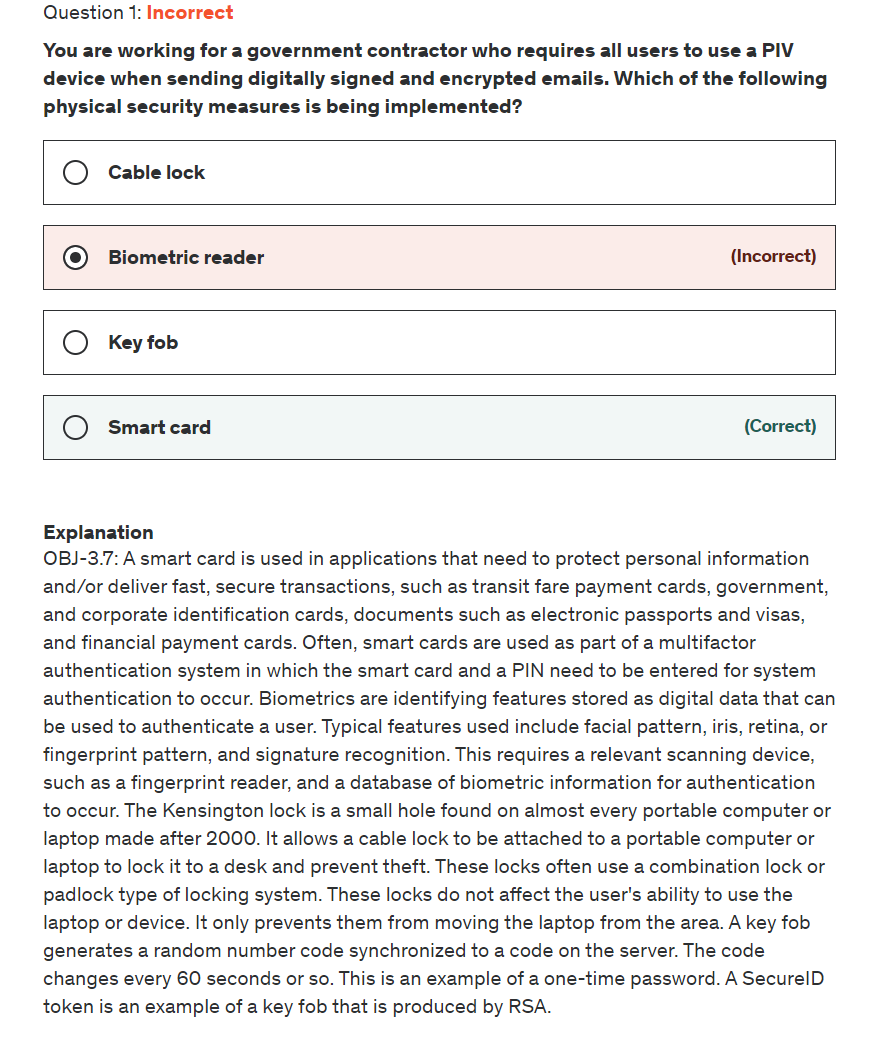 Question 1: Incorrect
You are working for a government contractor who requires all users to use a PIV
device when sending digitally signed and encrypted emails. Which of the following
physical security measures is being implemented?
Cable lock
Biometric reader (Incorrect)
Key fob
Smart card (Correct)
Explanation
OBJ-3.7: A smart card is used in applications that need to protect personal information
and/or deliver fast, secure transactions, such as transit fare payment cards, government,
and corporate identification cards, documents such as electronic passports and visas,
and financial payment cards. Often, smart cards are used as part of a multifactor
authentication system in which the smart card and a PIN need to be entered for system
authentication to occur. Biometrics are identifying features stored as digital data that can
be used to authenticate a user. Typical features used include facial pattern, iris, retina, or
fingerprint pattern, and signature recognition. This requires a relevant scanning device,
such as a fingerprint reader, and a database of biometric information for authentication
to occur. The Kensington lock is a small hole found on almost every portable computer or
laptop made after 2000. It allows a cable lock to be attached to a portable computer or
laptop to lock it to a desk and prevent theft. These locks often use a combination lock or
padlock type of locking system. These locks do not affect the user's ability to use the
laptop or device. It only prevents them from moving the laptop from the area. A key fob
generates a random number code synchronized to a code on the server. The code
changes every 60 seconds or so. This is an example of a one-time password. A SecureID
token is an example of a key fob that is produced by RSA.